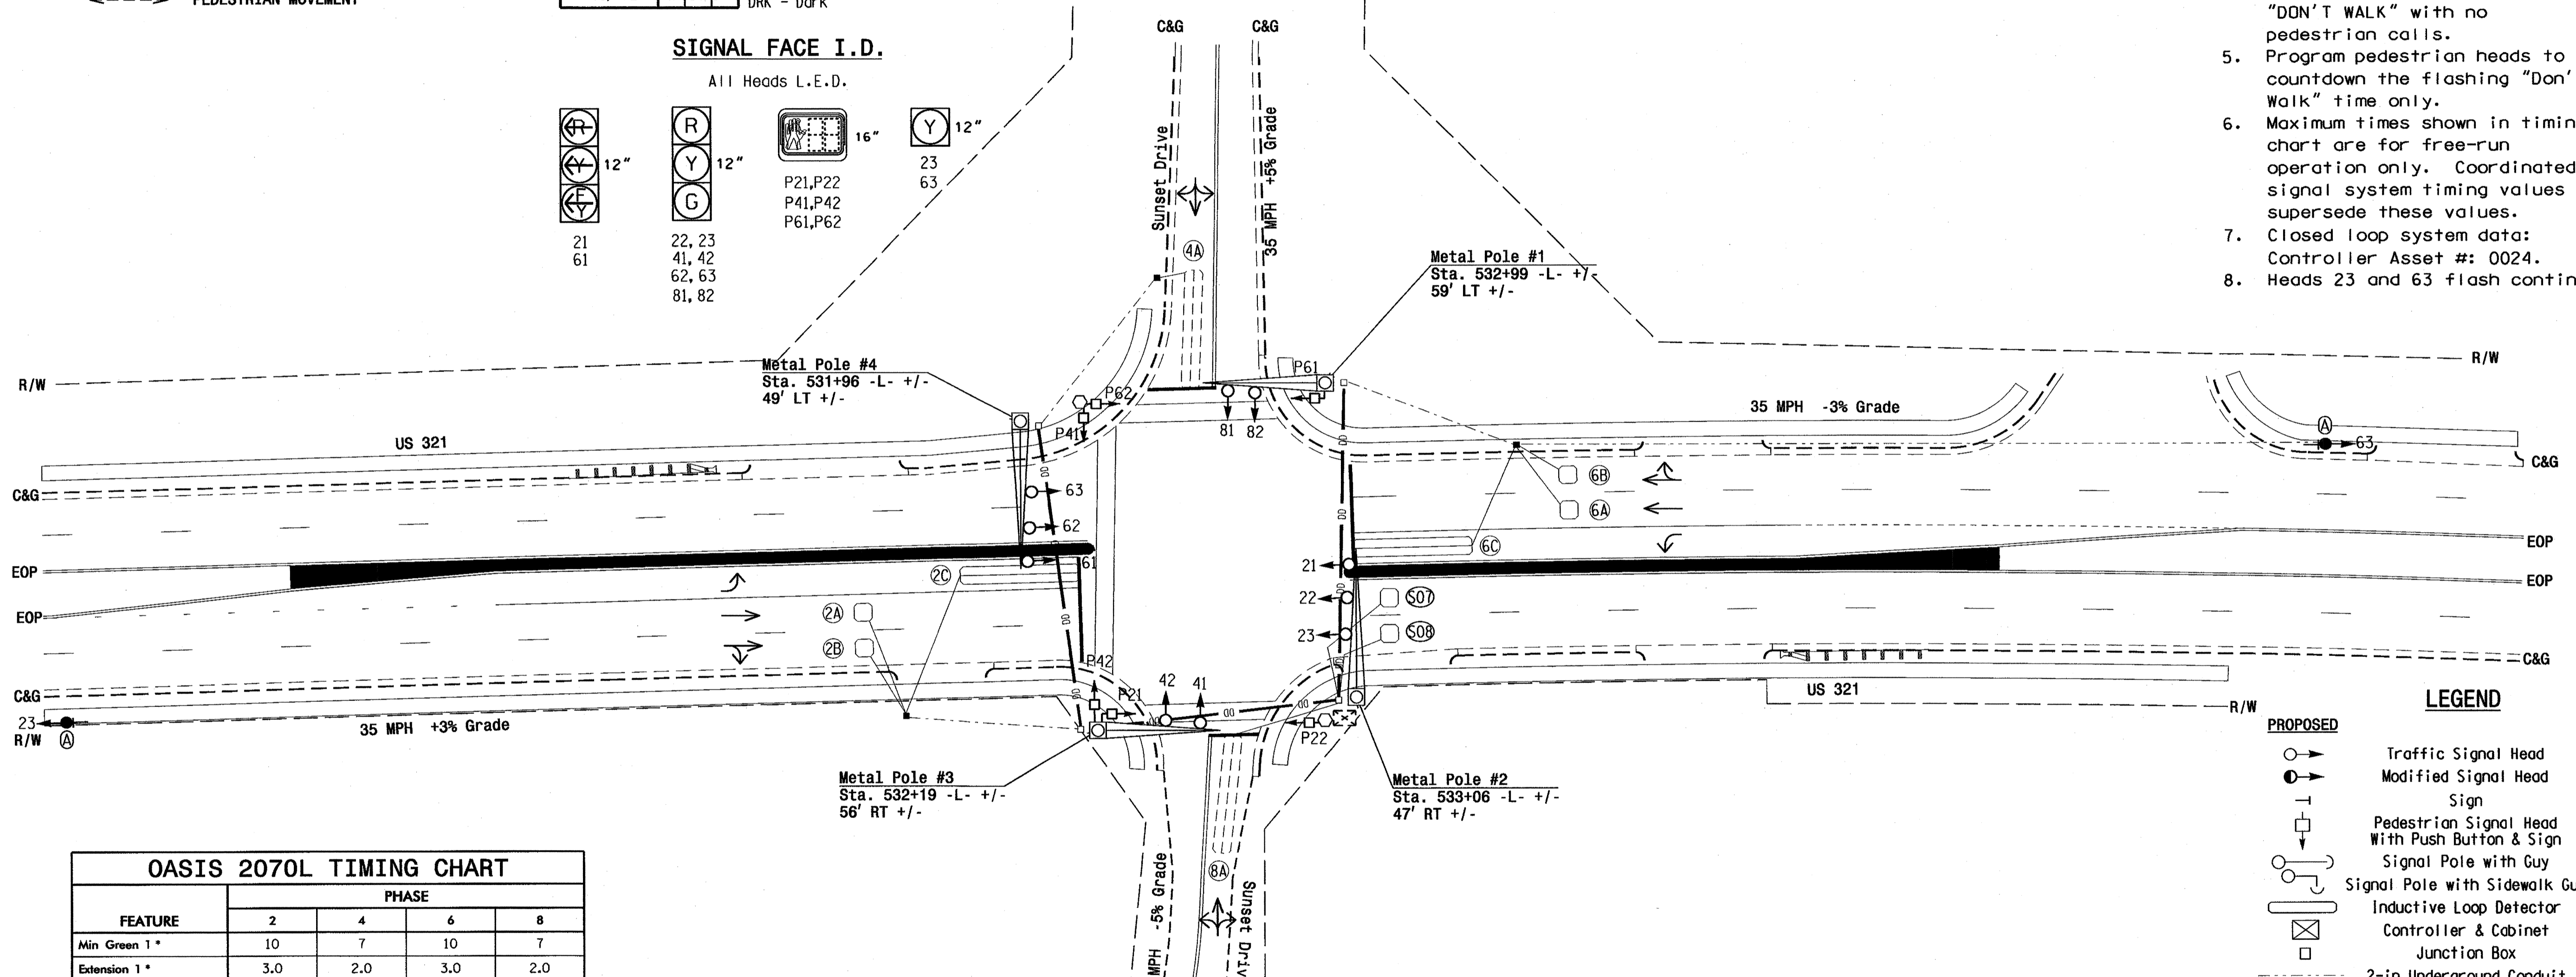 PEDESTRIAN MOVEMENT
DRK - Dark
SIGNAL FACE I.D.
All Heads L.E.D.
R
Y
F
Y
12"
R
Y
G
12"
16"
Y
12"
21
61
22, 23
41, 42
62, 63
81, 82
P21,P22
P41,P42
P61,P62
23
63
"DON'T WALK" with no
pedestrian calls.
5. Program pedestrian heads to
countdown the flashing "Don'
Walk" time only.
6. Maximum times shown in timin
chart are for free-run
operation only. Coordinated
signal system timing values
supersede these values.
7. Closed loop system data:
Controller Asset #: 0024.
8. Heads 23 and 63 flash contin
C&G
C&G
Sunset Drive
35 MPH +5% Grade
4A
Metal Pole #1
Sta. 532+99 -L- +/-
59' LT +/-
Metal Pole #4
Sta. 531+96 -L- +/-
49' LT +/-
R/W
R/W
P62
P41
P61
81
82
US 321
35 MPH -3% Grade
A
63
C&G
C&G
63
62
61
6B
6A
6C
EOP
EOP
EOP
EOP
2C
2A
2B
21
22
23
S07
S08
P42
P21
42
41
P22
C&G
C&G
23
R/W
A
35 MPH +3% Grade
US 321
R/W
Metal Pole #3
Sta. 532+19 -L- +/-
56' RT +/-
Metal Pole #2
Sta. 533+06 -L- +/-
47' RT +/-
8A
MPH -5% Grade
Sunset Driv
LEGEND
PROPOSED
Traffic Signal Head
Modified Signal Head
Sign
Pedestrian Signal Head
With Push Button & Sign
Signal Pole with Guy
Signal Pole with Sidewalk Gu
Inductive Loop Detector
Controller & Cabinet
Junction Box
2-in Underground Conduit
OASIS 2070L TIMING CHART
FEATURE
PHASE
2 4 6 8
Min Green 1 * 10 7 10 7
Extension 1 * 3.0 2.0 3.0 2.0